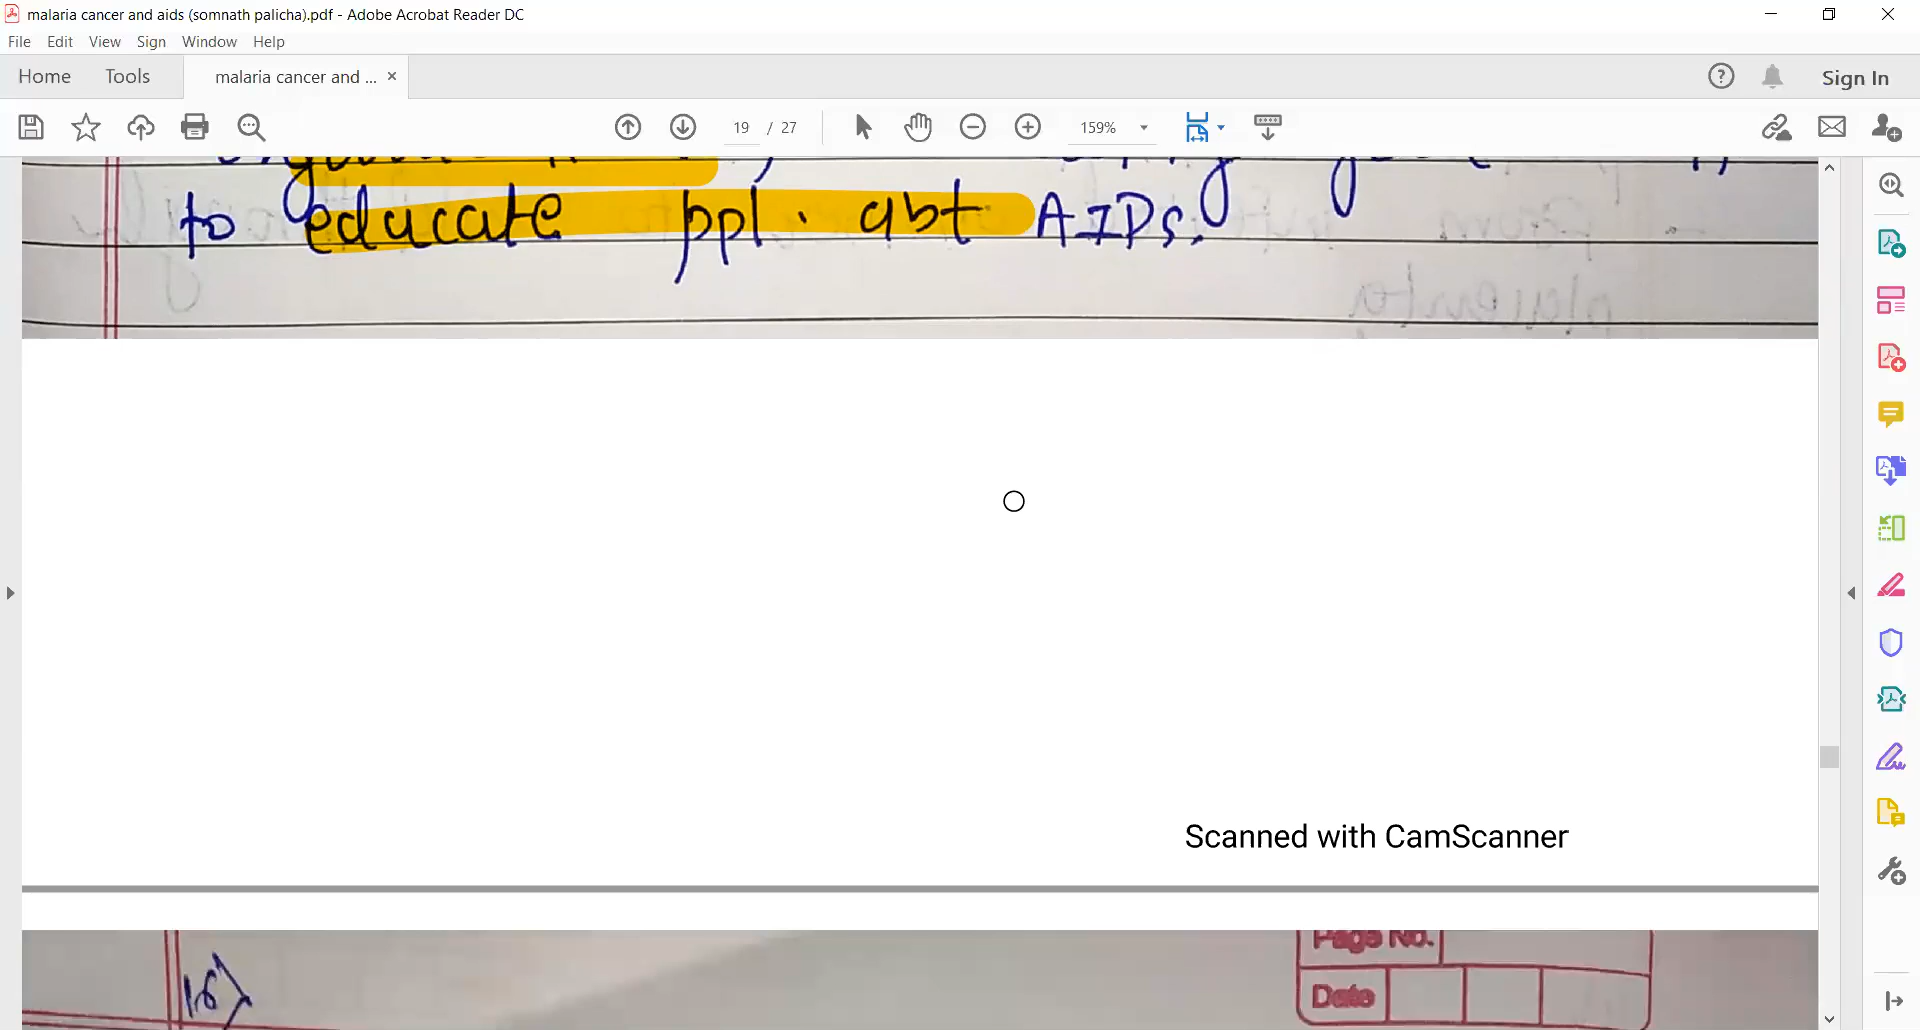 malaria cancer and aids (somnath palicha).pdf - Adobe Acrobat Reader DC
File Edit View Sign Window Help
Home Tools malaria cancer and ... × Sign In
19 / 27 159%
to educate ppl. abt AIDs.
Scanned with CamScanner
Page No.
16)
Date